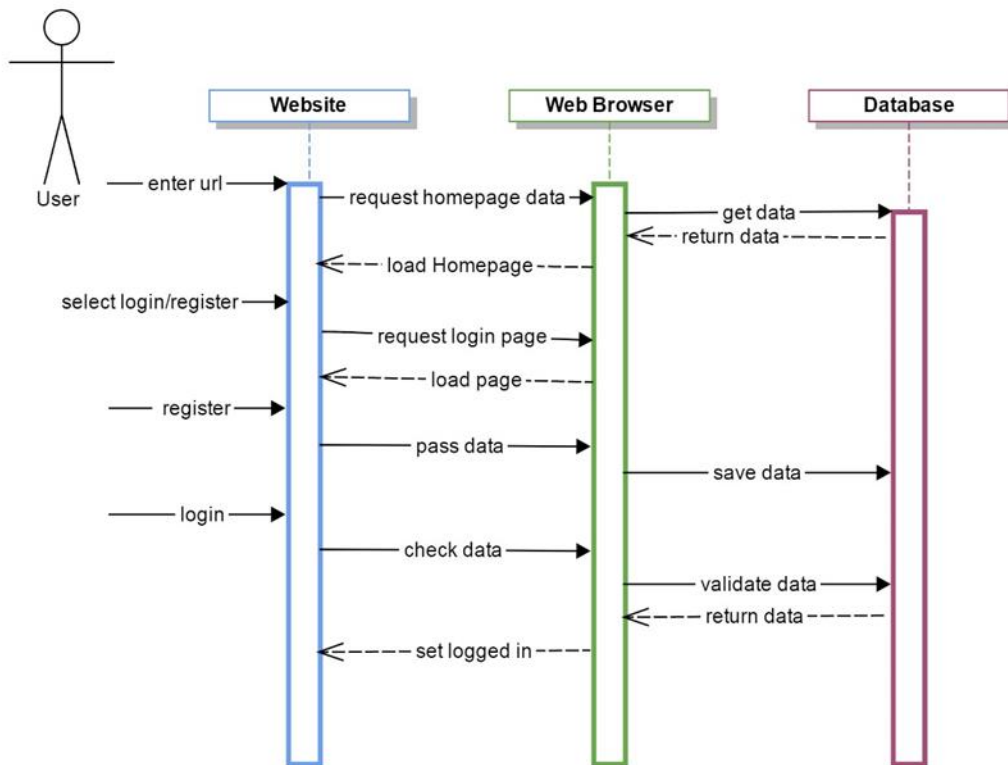 Website
Web Browser
Database
User
enter url
request homepage data
get data
return data
load Homepage
select login/register
request login page
load page
register
pass data
save data
login
check data
validate data
return data
set logged in